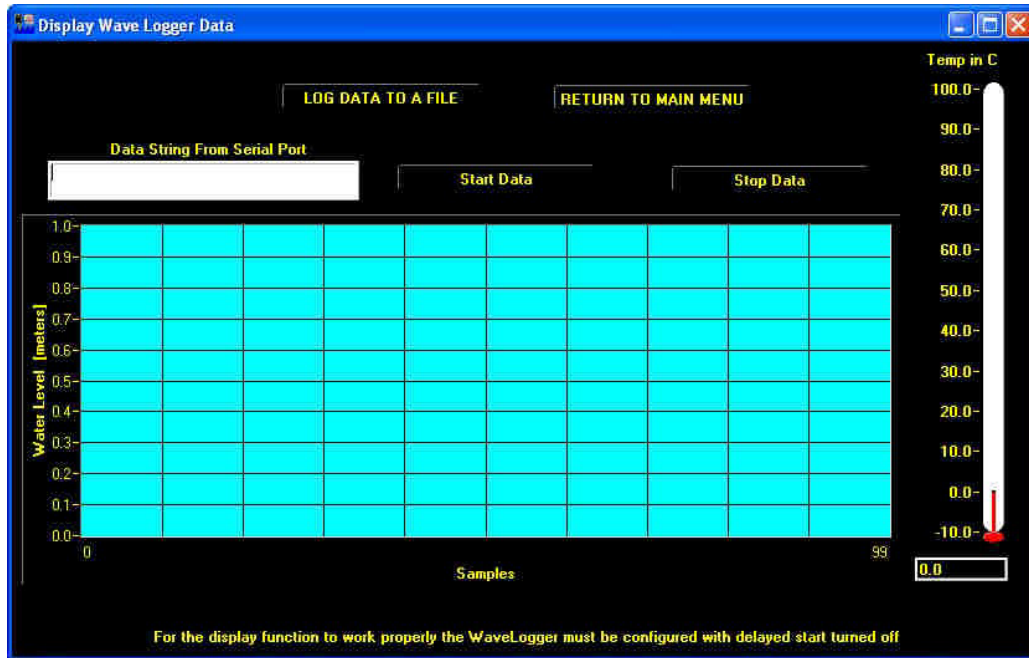 Display Wave Logger Data
Temp in C
LOG DATA TO A FILE
RETURN TO MAIN MENU
Data String From Serial Port
Start Data
Stop Data
100.0
90.0
80.0
70.0
60.0
50.0
40.0
30.0
20.0
10.0
0.0
-10.0
0.0
Water Level [meters]
1.0
0.9
0.8
0.7
0.6
0.5
0.4
0.3
0.2
0.1
0.0
0
99
Samples
For the display function to work properly the WaveLogger must be configured with delayed start turned off